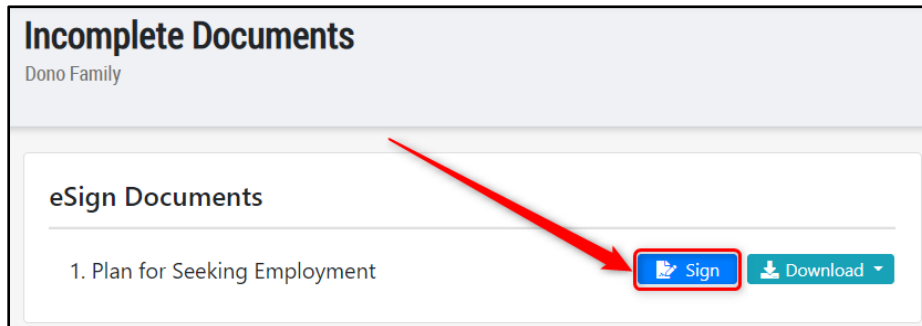 Incomplete Documents
Dono Family
eSign Documents
1. Plan for Seeking Employment
Sign
Download